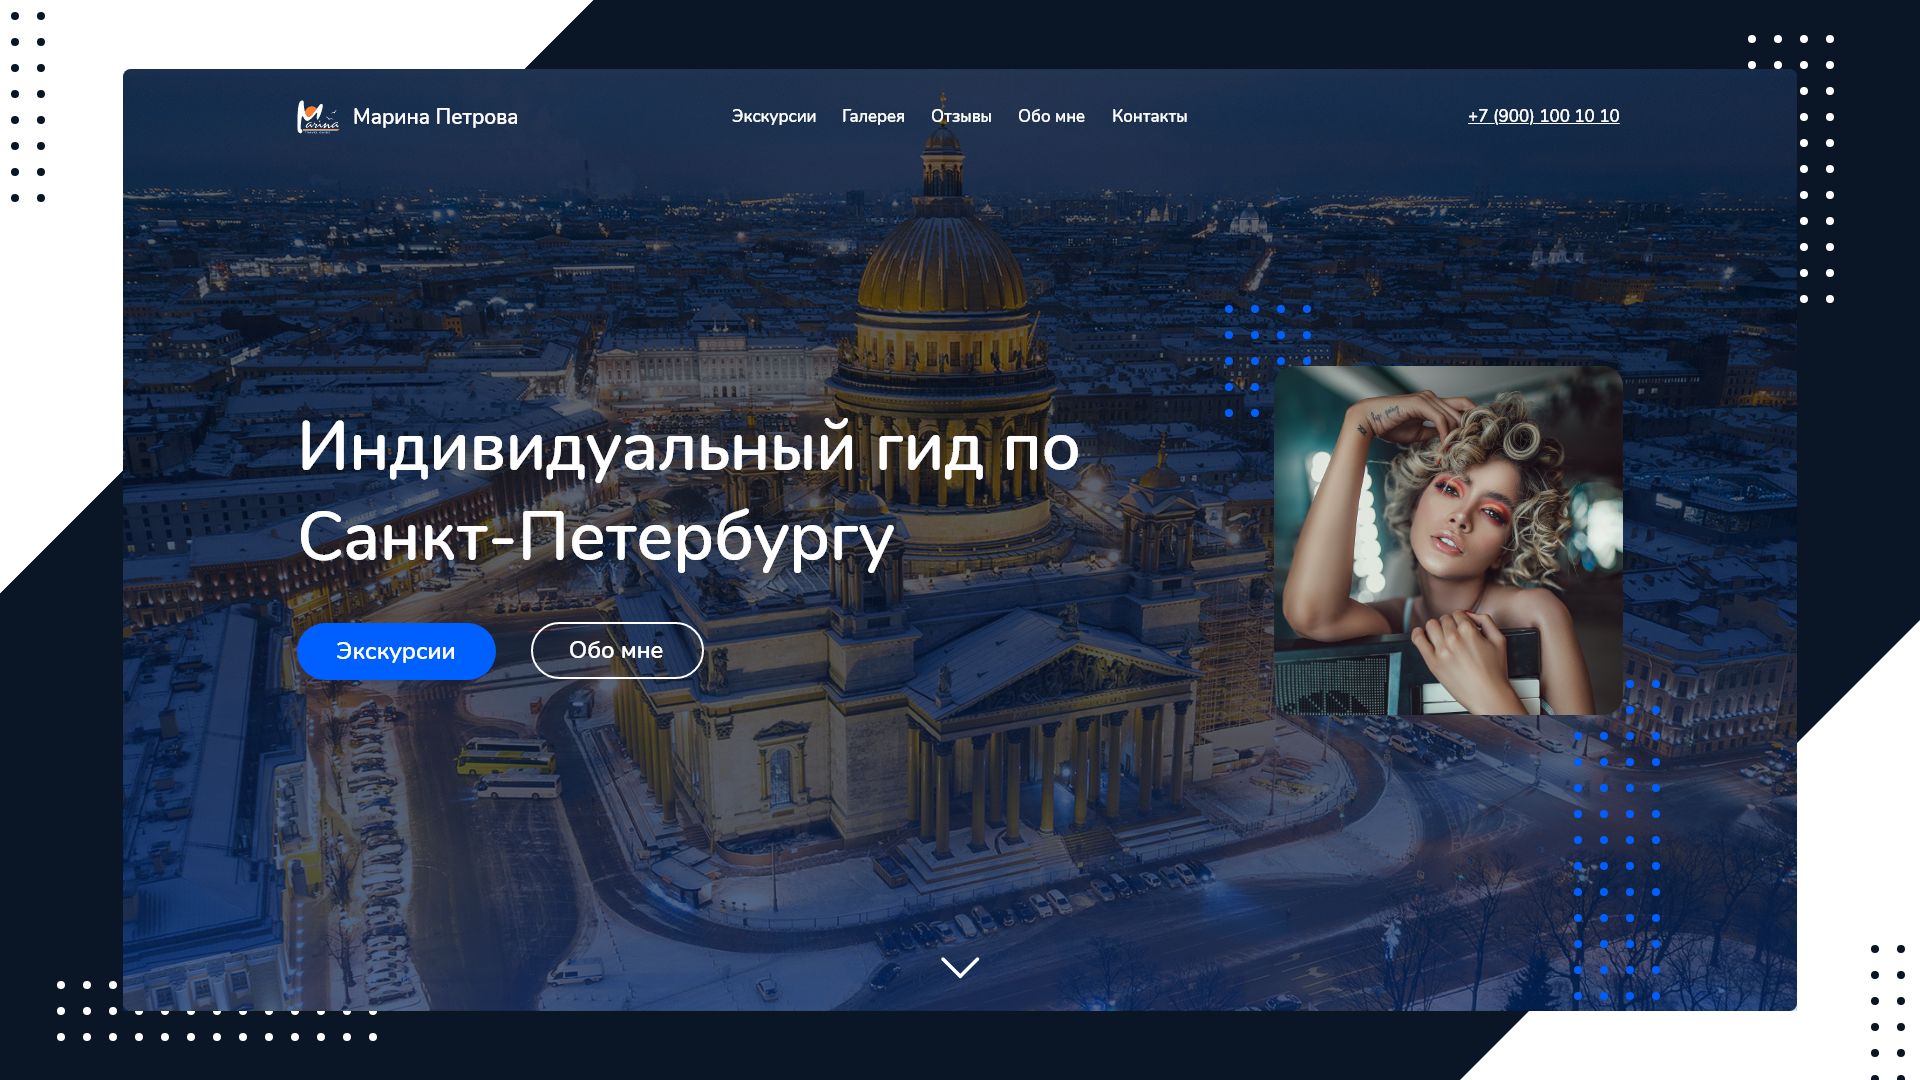 Marina
Марина Петрова
Экскурсии
Галерея
Отзывы
Обо мне
Контакты
+7 (900) 100 10 10
Индивидуальный гид по
Санкт-Петербургу
Экскурсии
Обо мне